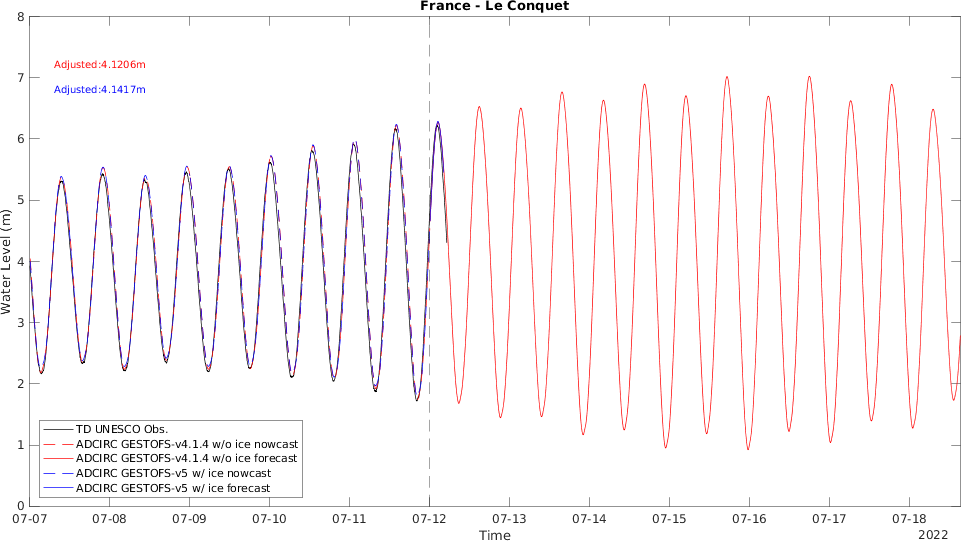 France - Le Conquet
8
7
6
5
4
3
2
1
0
Water Level (m)
Adjusted:4.1206m
Adjusted:4.1417m
TD UNESCO Obs.
ADCIRC GESTOFS-v4.1.4 w/o ice nowcast
ADCIRC GESTOFS-v4.1.4 w/o ice forecast
ADCIRC GESTOFS-v5 w/ ice nowcast
ADCIRC GESTOFS-v5 w/ ice forecast
07-07 07-08 07-09 07-10 07-11 07-12 07-13 07-14 07-15 07-16 07-17 07-18
Time
2022